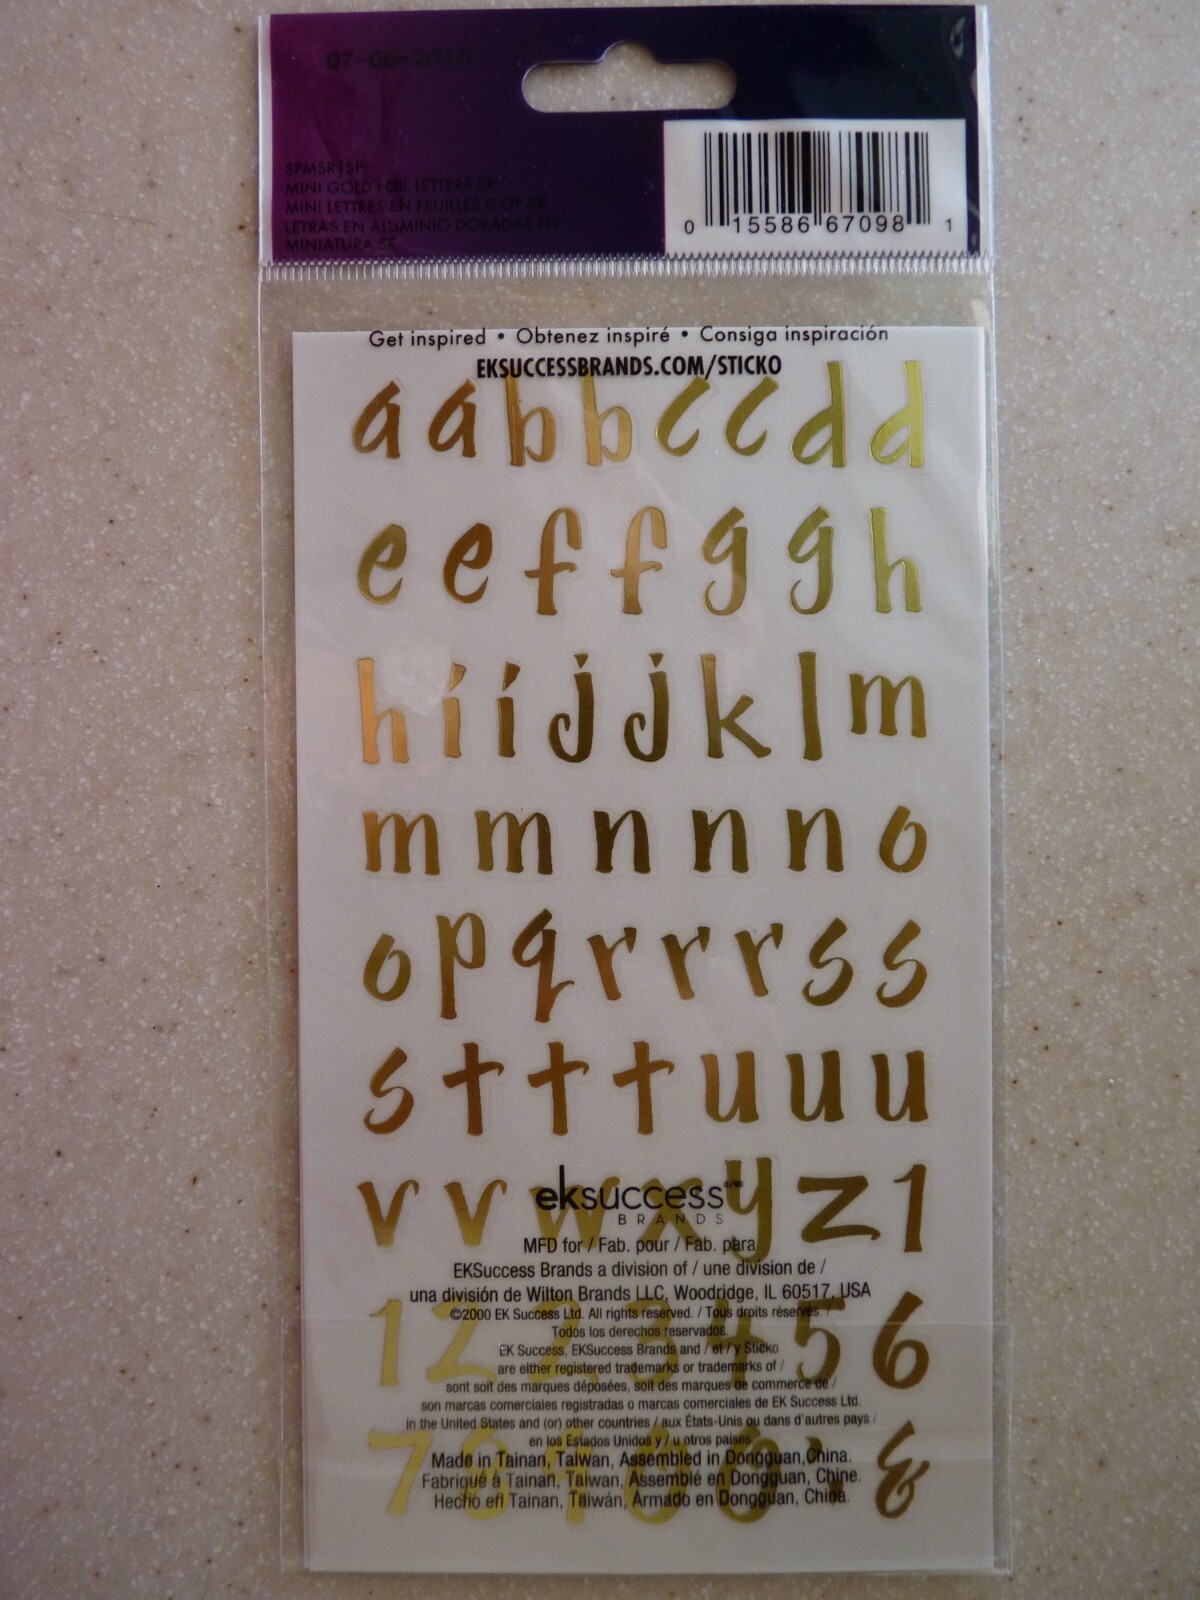 SPMSR15F
MINI GOLD FOIL LETTERS SR
MINI LETTRES EN FEUILLES D'OP SR
LETRAS EN ALUMINIO DORADAS EN
MINIATURA SR
0 15586 67098 1
Get inspired • Obtenez inspiré • Consiga inspiración
EKSUCCESSBRANDS.COM/STICKO
a a b b c c d d
e e f f g g h
h i i j j k l m
m m n n n o
o p q r r r s s
s t t t u u u
v v w x y z 1
eksuccess
BRANDS
MFD for / Fab. pour / Fab. para
EKSuccess Brands a division of / une division de /
una división de Wilton Brands LLC, Woodridge, IL 60517, USA
1 2 2 3 4 5 6
©2000 EK Success Ltd. All rights reserved. / Tous droits réservés. /
Todos los derechos reservados.
EK Success, EKSuccess Brands and / et / y Sticko
are either registered trademarks or trademarks of /
sont soit des marques déposées, soit des marques de commerce de /
son marcas comerciales registradas o marcas comerciales de EK Success Ltd.
in the United States and (or) other countries / aux États-Unis ou dans d'autres pays /
en los Estados Unidos y / u otros paises.
7 8 9 0 0 ' &
Made in Tainan, Taiwan, Assembled in Dongguan,China.
Fabriqué à Tainan, Taiwan, Assemblé en Dongguan, Chine.
Hecho en Tainan, Taiwán, Armado en Dongguan, China.